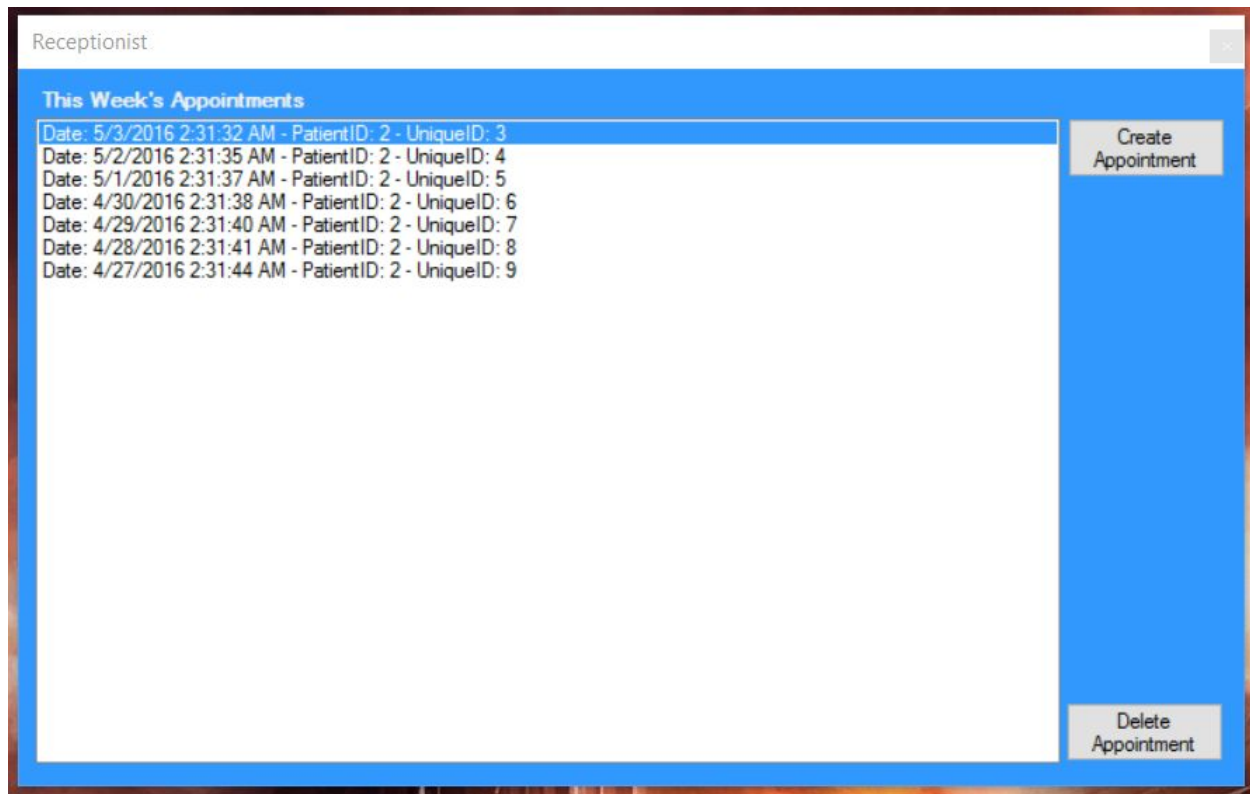 Receptionist
This Week's Appointments
Date: 5/3/2016 2:31:32 AM - PatientID: 2 - UniqueID: 3
Date: 5/2/2016 2:31:35 AM - PatientID: 2 - UniqueID: 4
Date: 5/1/2016 2:31:37 AM - PatientID: 2 - UniqueID: 5
Date: 4/30/2016 2:31:38 AM - PatientID: 2 - UniqueID: 6
Date: 4/29/2016 2:31:40 AM - PatientID: 2 - UniqueID: 7
Date: 4/28/2016 2:31:41 AM - PatientID: 2 - UniqueID: 8
Date: 4/27/2016 2:31:44 AM - PatientID: 2 - UniqueID: 9
Create
Appointment
Delete
Appointment